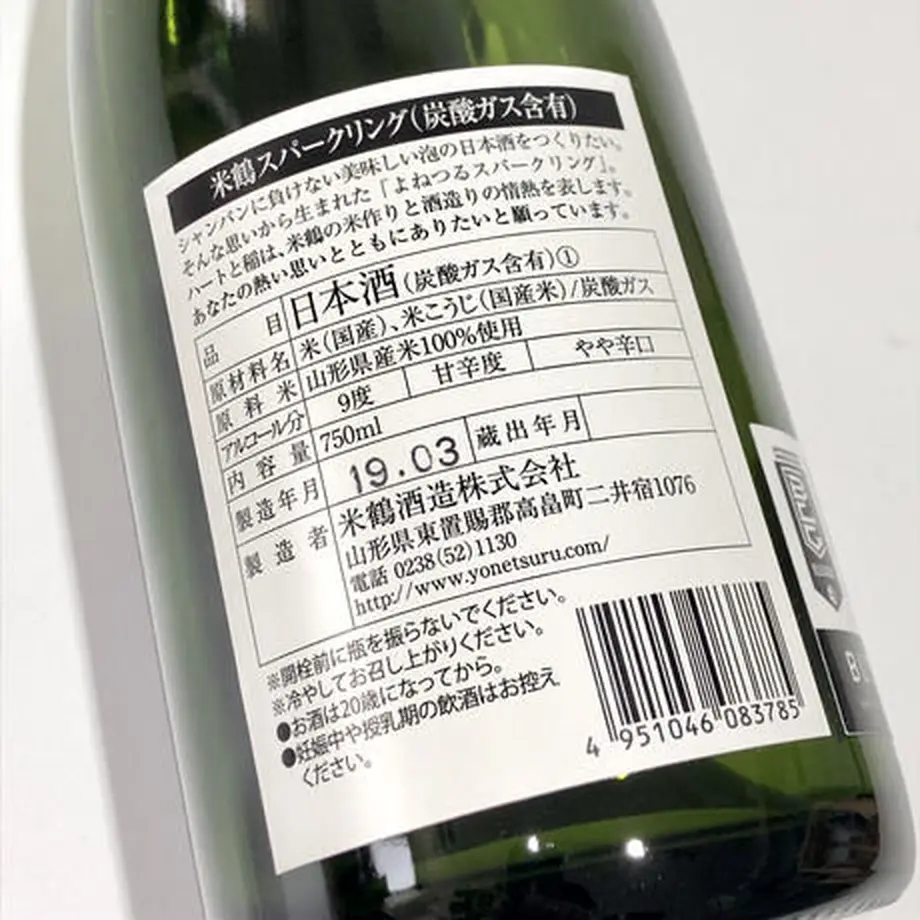 米鶴スパークリング(炭酸ガス含有)
シャンパンに負けない美味しい泡の日本酒をつくりたい。
そんな思いから生まれた『よねつるスパークリング』。
ハートと稲は、米鶴の米作りと酒造りの情熱を表します。
あなたの熱い思いとともにありたいと願っています。
品目 日本酒(炭酸ガス含有)①
原材料名 米(国産)、米こうじ(国産米)/炭酸ガス
原料米 山形県産米100%使用
アルコール分 9度 甘辛度 やや辛口
内容量 750ml
製造年月 19.03 蔵出年月
製造者 米鶴酒造株式会社
山形県東置賜郡高畠町二井宿1076
電話 0238(52)1130
http://www.yonetsuru.com/
※開栓前に瓶を振らないでください。
※冷やしてお召し上がりください。
●お酒は20歳になってから。
●妊娠中や授乳期の飲酒はお控え
ください。
4 951046 083785